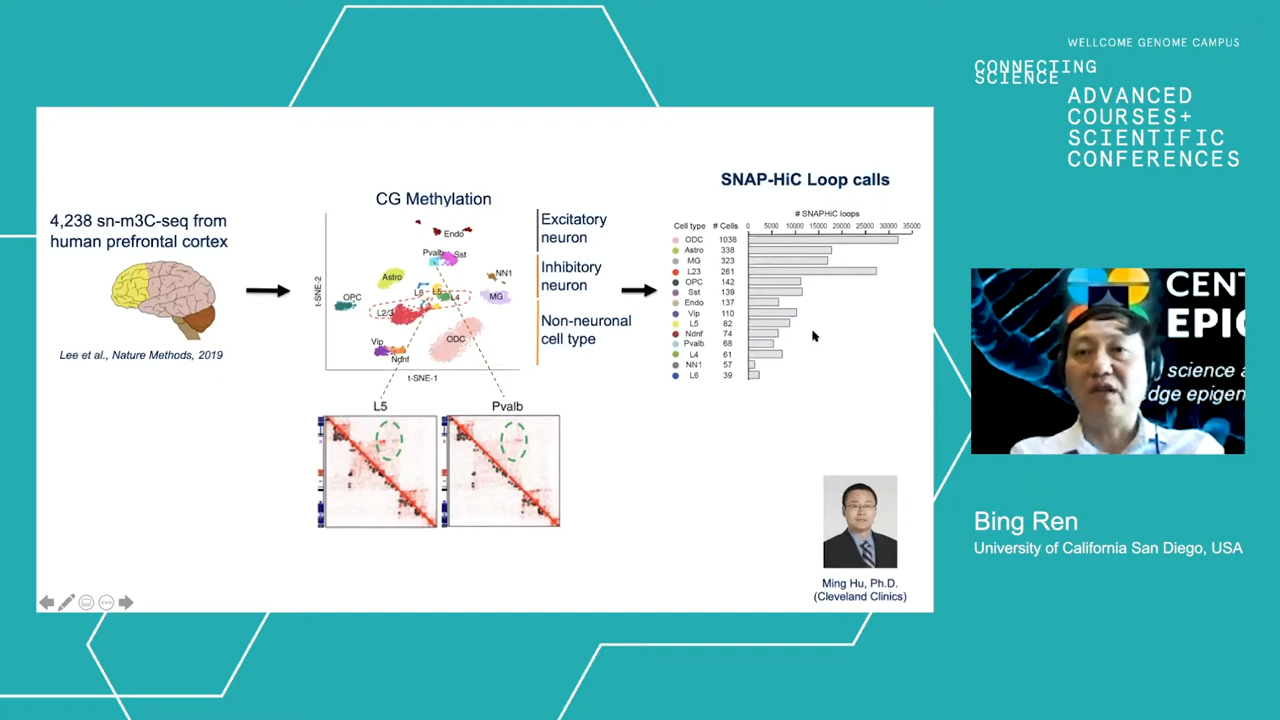 WELLCOME GENOME CAMPUS
CONNECTING
SCIENCE
ADVANCED
COURSES+
SCIENTIFIC
CONFERENCES
4,238 sn-m3C-seq from
human prefrontal cortex
Lee et al., Nature Methods, 2019
CG Methylation
t-SNE-2
t-SNE-1
Endo
Pvalb
Sst
Astro
NN1
L6
L5
L4
MG
OPC
L2/3
ODC
Vip
Ndnf
Excitatory
neuron
Inhibitory
neuron
Non-neuronal
cell type
L5
Pvalb
SNAP-HiC Loop calls
# SNAPHiC loops
Cell type # Cells 0 5000 10000 15000 20000 25000 30000 35000
ODC 1038
Astro 338
MG 323
L23 261
OPC 142
Sst 139
Endo 137
Vip 110
L5 82
Ndnf 74
Pvalb 68
L4 61
NN1 57
L6 39
Ming Hu, Ph.D.
(Cleveland Clinics)
CENT
EPIG
science a
dge epigen
Bing Ren
University of California San Diego, USA